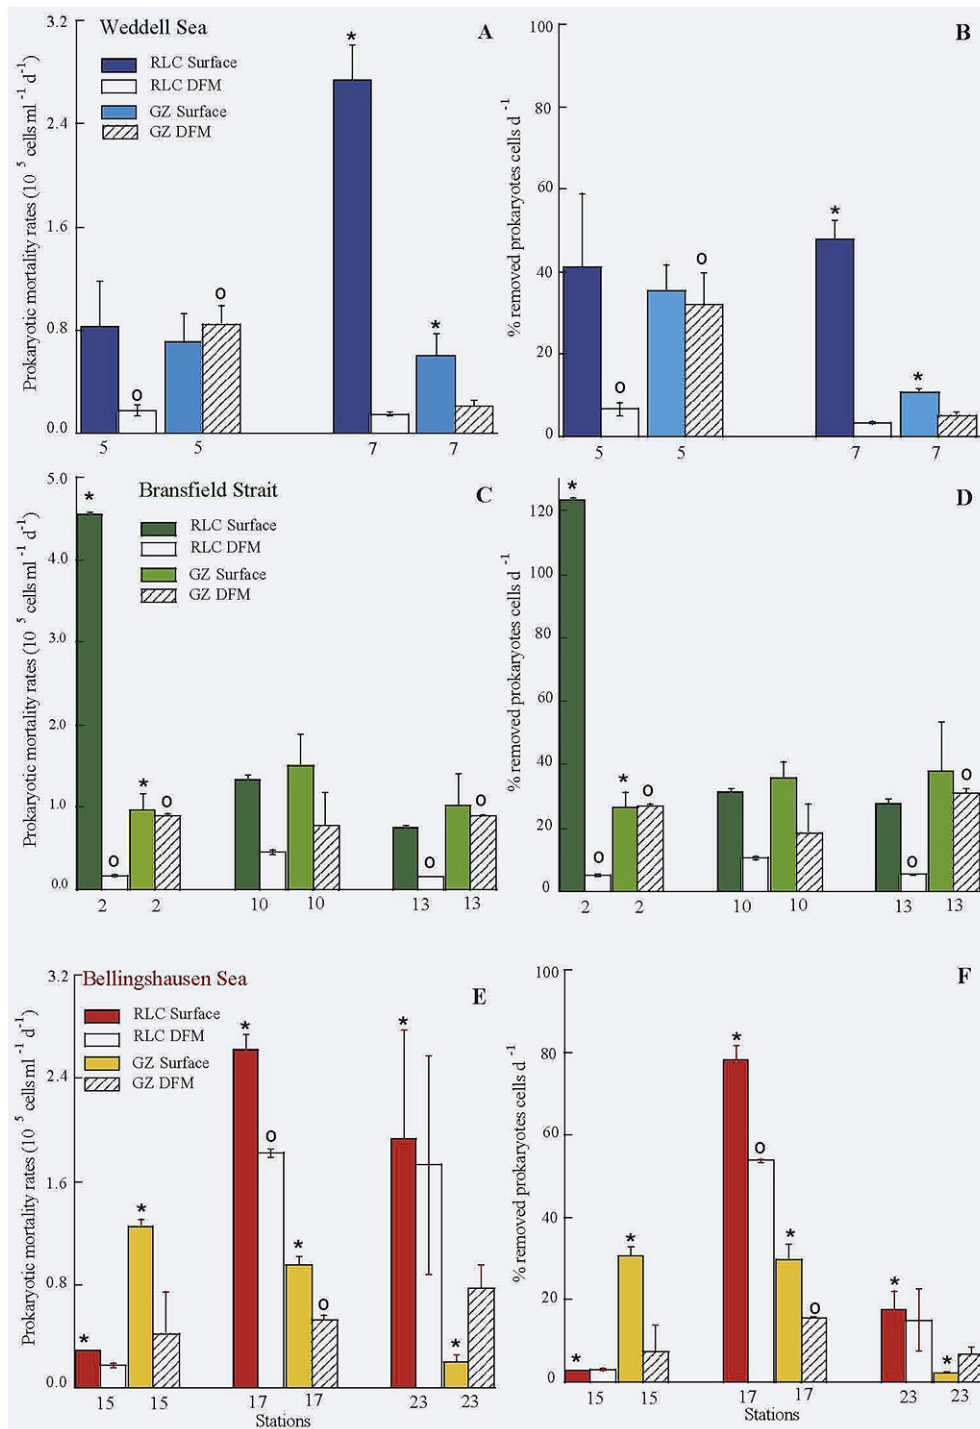 Weddell Sea
A
RLC Surface
RLC DFM
GZ Surface
GZ DFM
Prokaryotic mortality rates (10 5 cells ml -1 d-1)
3.2
2.4
1.6
0.8
0.0
* o o *
5 5 7 7
B
% removed prokaryotes cells d -1
100
80
60
40
20
0
o o * *
5 5 7 7
Bransfield Strait
C
RLC Surface
RLC DFM
GZ Surface
GZ DFM
Prokaryotic mortality rates (10 5 cells ml -1 d-1)
5.0
4.0
3.0
2.0
1.0
0.0
* o * o o o
2 2 10 10 13 13
D
% removed prokaryotes cells d -1
120
100
80
60
40
20
0
* o * o o o
2 2 10 10 13 13
Bellingshausen Sea
E
RLC Surface
RLC DFM
GZ Surface
GZ DFM
Prokaryotic mortality rates (10 5 cells ml -1 d-1)
3.2
2.4
1.6
0.8
0.0
* * * o * o * *
15 15 17 17 23 23
Stations
F
% removed prokaryotes cells d -1
100
80
60
40
20
0
* * * o * o * *
15 15 17 17 23 23
Stations